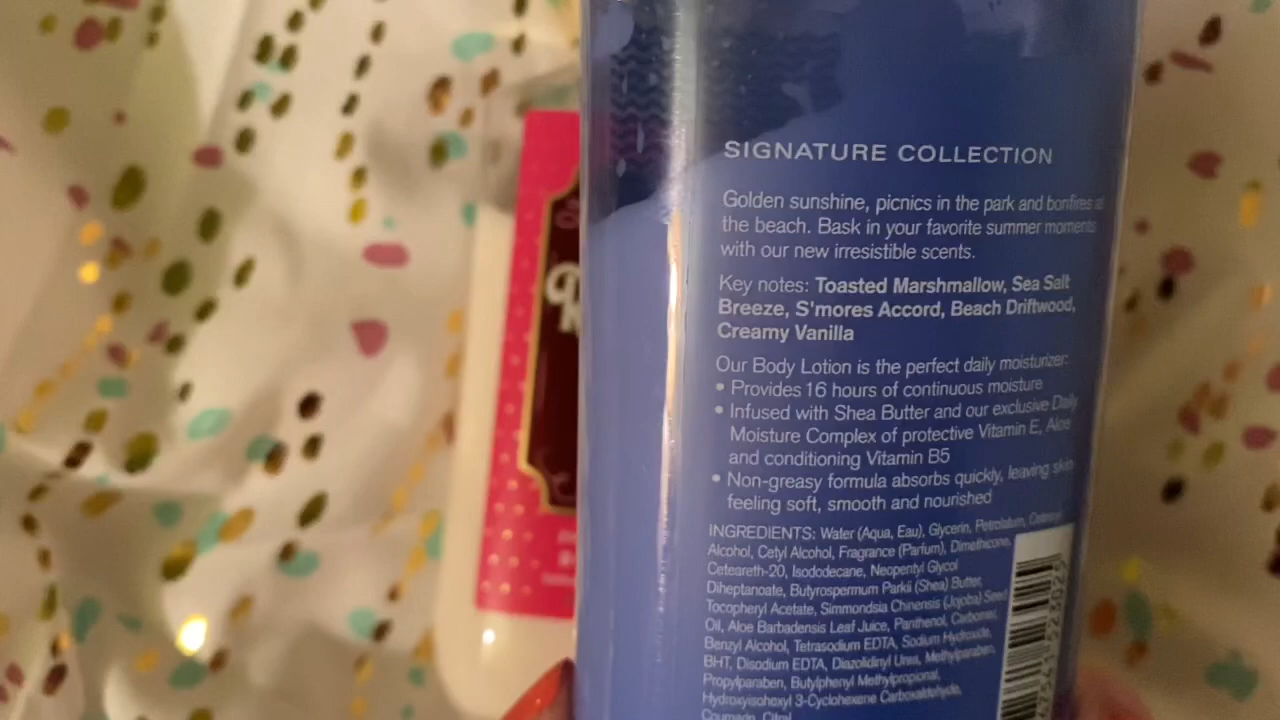 SIGNATURE COLLECTION
Golden sunshine, picnics in the park and bonfires at
the beach. Bask in your favorite summer moments
with our new irresistible scents.
Key notes: Toasted Marshmallow, Sea Salt
Breeze, S'mores Accord, Beach Driftwood,
Creamy Vanilla
Our Body Lotion is the perfect daily moisturizer:
• Provides 16 hours of continuous moisture
• Infused with Shea Butter and our exclusive Daily
Moisture Complex of protective Vitamin E, Aloe
and conditioning Vitamin B5
• Non-greasy formula absorbs quickly, leaving skin
feeling soft, smooth and nourished
INGREDIENTS: Water (Aqua, Eau), Glycerin, Petrolatum,
Alcohol, Cetyl Alcohol, Fragrance (Parfum), Dimethicone,
Ceteareth-20, Isododecane, Neopentyl Glycol
Diheptanoate, Butyrospermum Parkii (Shea) Butter,
Tocopheryl Acetate, Simmondsia Chinensis (Jojoba) Seed
Oil, Aloe Barbadensis Leaf Juice, Panthenol, Carbomer,
Benzyl Alcohol, Tetrasodium EDTA, Sodium Hydroxide,
BHT, Disodium EDTA, Diazolidinyl Urea, Methylparaben,
Propylparaben, Butylphenyl Methylpropional,
Hydroxyisohexyl 3-Cyclohexene Carboxaldehyde,
Coumarin, Citral